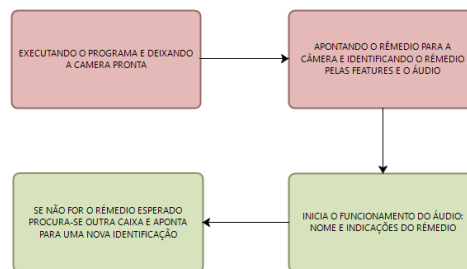 EXECUTANDO O PROGRAMA E DEIXANDO
A CAMERA PRONTA
APONTANDO O RÊMEDIO PARA A
CÂMERA E IDENTIFICANDO O RÉMEDIO
PELAS FEATURES E O ÁUDIO
INICIA O FUNCIONAMENTO DO ÁUDIO:
NOME E INDICAÇÕES DO RÉMEDIO
SE NÃO FOR O RÉMEDIO ESPERADO
PROCURA-SE OUTRA CAIXA E APONTA
PARA UMA NOVA IDENTIFICAÇÃO